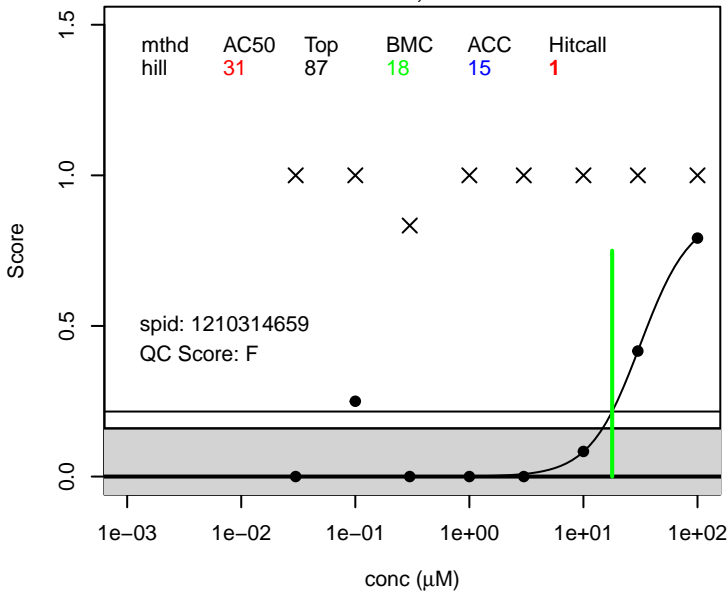 1.5
mthd AC50 Top BMC ACC Hitcall
hill 31 87 18 15 1
1.0
Score
0.5
spid: 1210314659
QC Score: F
0.0
1e−03 1e−02 1e−01 1e+00 1e+01 1e+02
conc (μM)